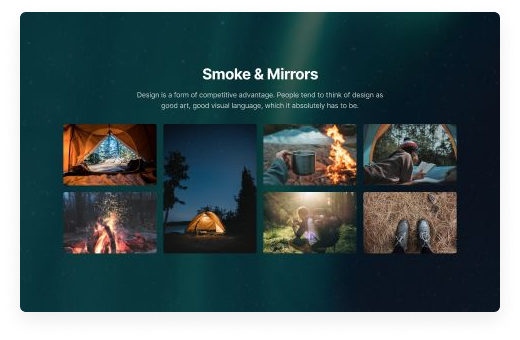 Smoke & Mirrors
Design is a form of competitive advantage. People tend to think of design as
good art, good visual language, which it absolutely has to be.